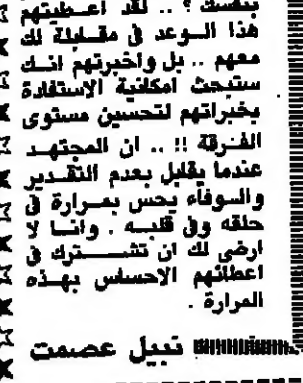 بنفسك ؟ .. لقد أعطيتهم
هذا الوعد في مقابلة لك
معهم .. بل واخبرتهم انك
ستبحث امكانية الاستفادة
بخبراتهم لتحسين مستوى
الفرقة !! .. ان المجتهد
عندما يقابل بعدم التقدير
والوفاء يحس بمرارة في
حلقه وفي قلبه . وانا لا
ارضى لك ان تشترك في
اعطائهم الاحساس بهذه
المرارة .
نبيل عصمت